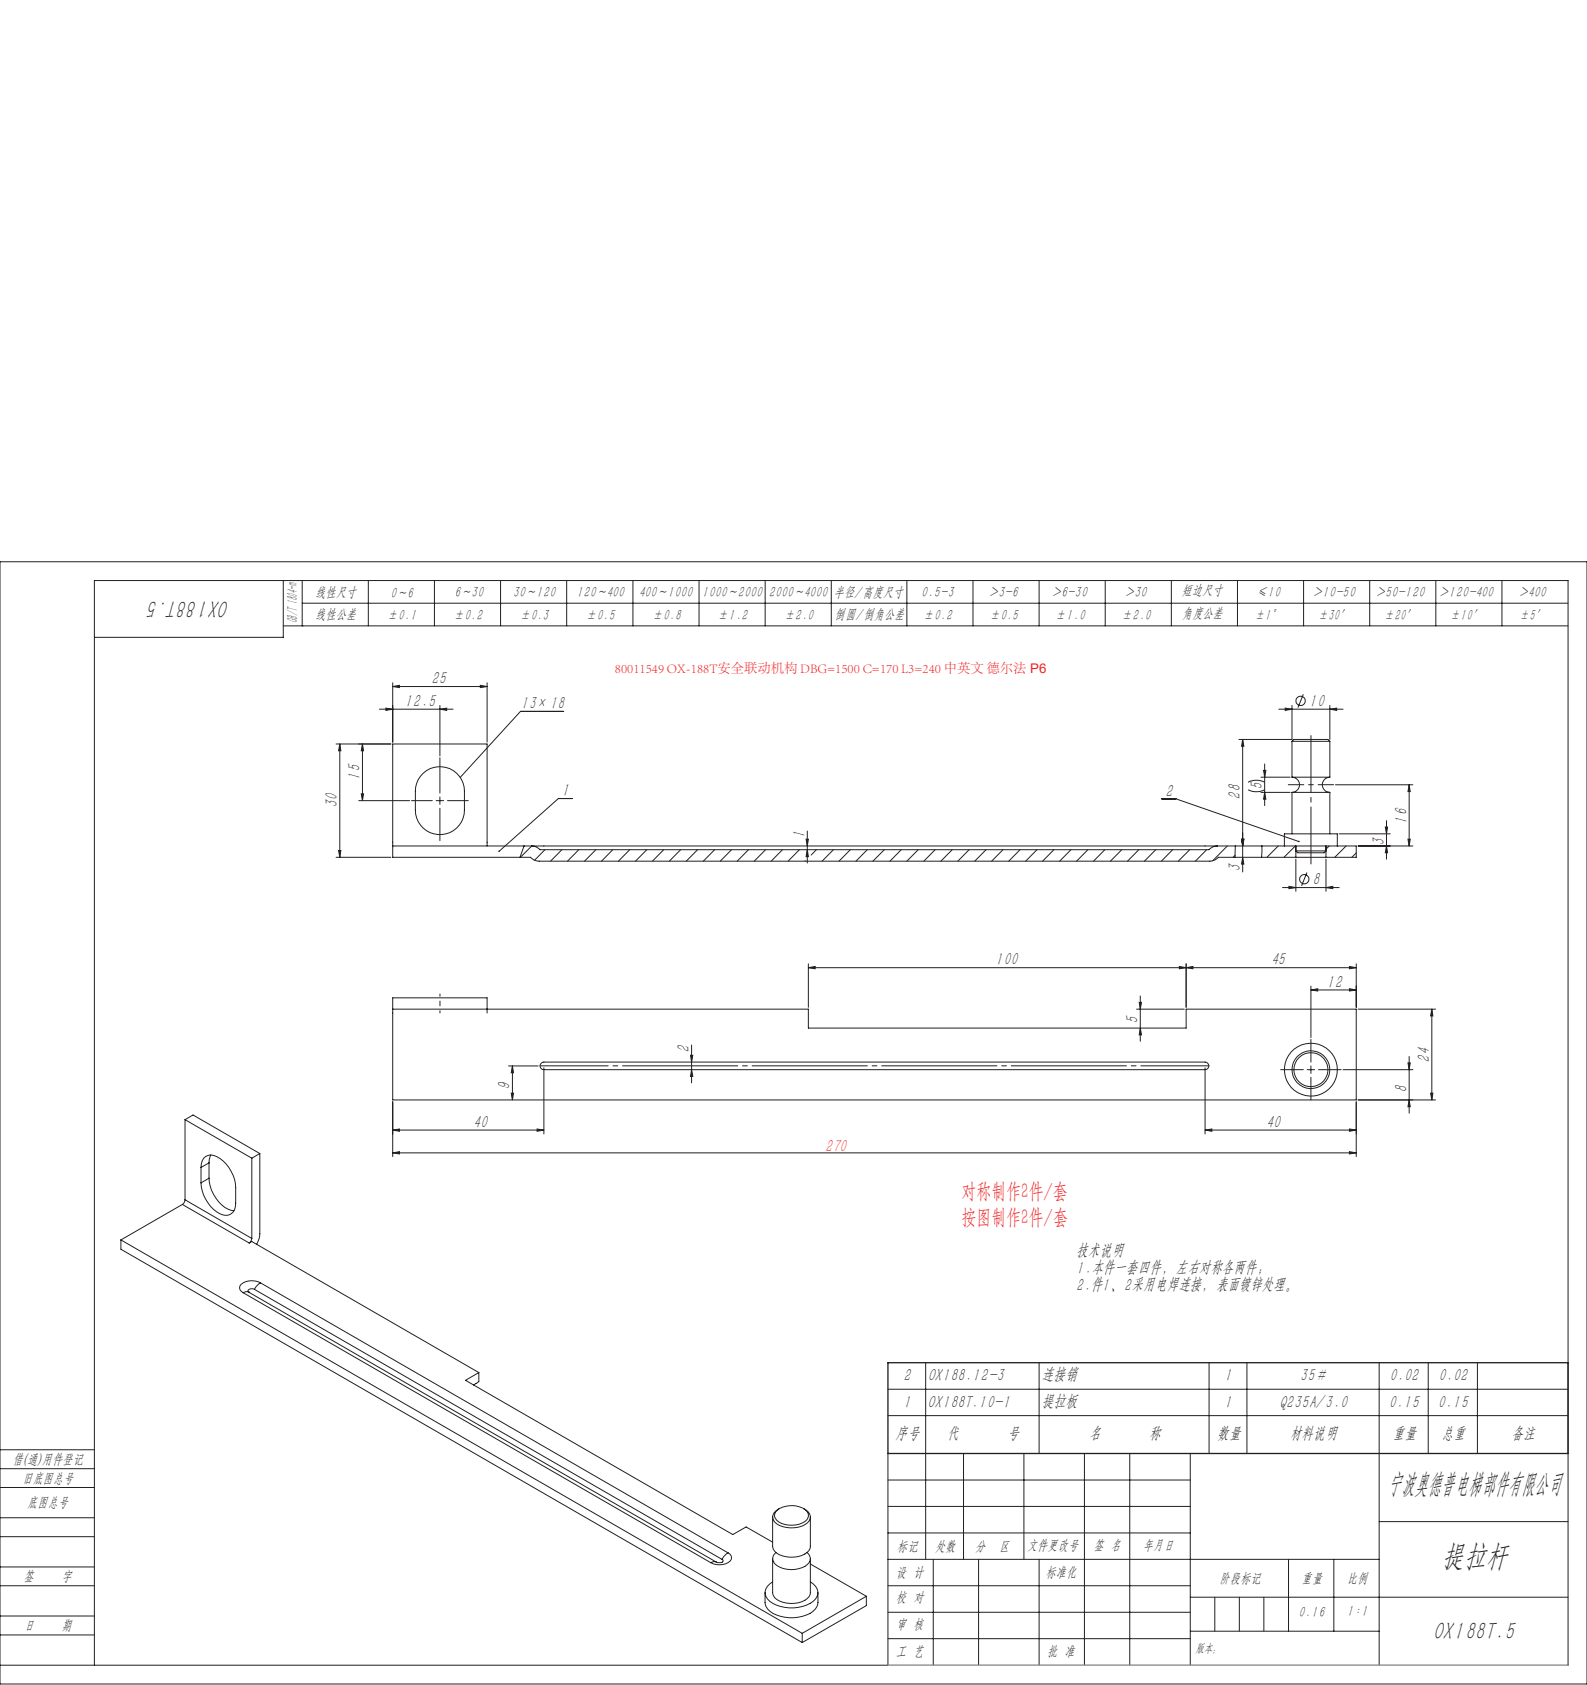 OX188T.5
GB/T 1804-m
线性尺寸 0~6 6~30 30~120 120~400 400~1000 1000~2000 2000~4000 半径/高度尺寸 0.5-3 >3-6 >6-30 >30 短边尺寸 ≤10 >10-50 >50-120 >120-400 >400
线性公差 ±0.1 ±0.2 ±0.3 ±0.5 ±0.8 ±1.2 ±2.0 倒圆/倒角公差 ±0.2 ±0.5 ±1.0 ±2.0 角度公差 ±1° ±30′ ±20′ ±10′ ±5′
80011549 OX-188T安全联动机构 DBG=1500 C=170 L3=240 中英文 德尔法 P6
25
12.5
13×18
15
30
1
1
2
ϕ10
28
(5)
16
3
3
ϕ8
100
45
12
5
2
9
24
8
40
40
270
对称制作2件/套
按图制作2件/套
技术说明
1.本件一套四件，左右对称各两件；
2.件1、2采用电焊连接，表面镀锌处理。
2 OX188.12-3 连接销 1 35# 0.02 0.02
1 OX188T.10-1 提拉板 1 Q235A/3.0 0.15 0.15
序号 代 号 名 称 数量 材料说明 重量 总重 备注
宁波奥德普电梯部件有限公司
标记 处数 分 区 文件更改号 签 名 年月日
提拉杆
设 计 标准化 阶段标记 重量 比例
校 对
0.16 1:1
审 核
OX188T.5
工 艺 批 准 版本:
借(通)用件登记
旧底图总号
底图总号
签 字
日 期